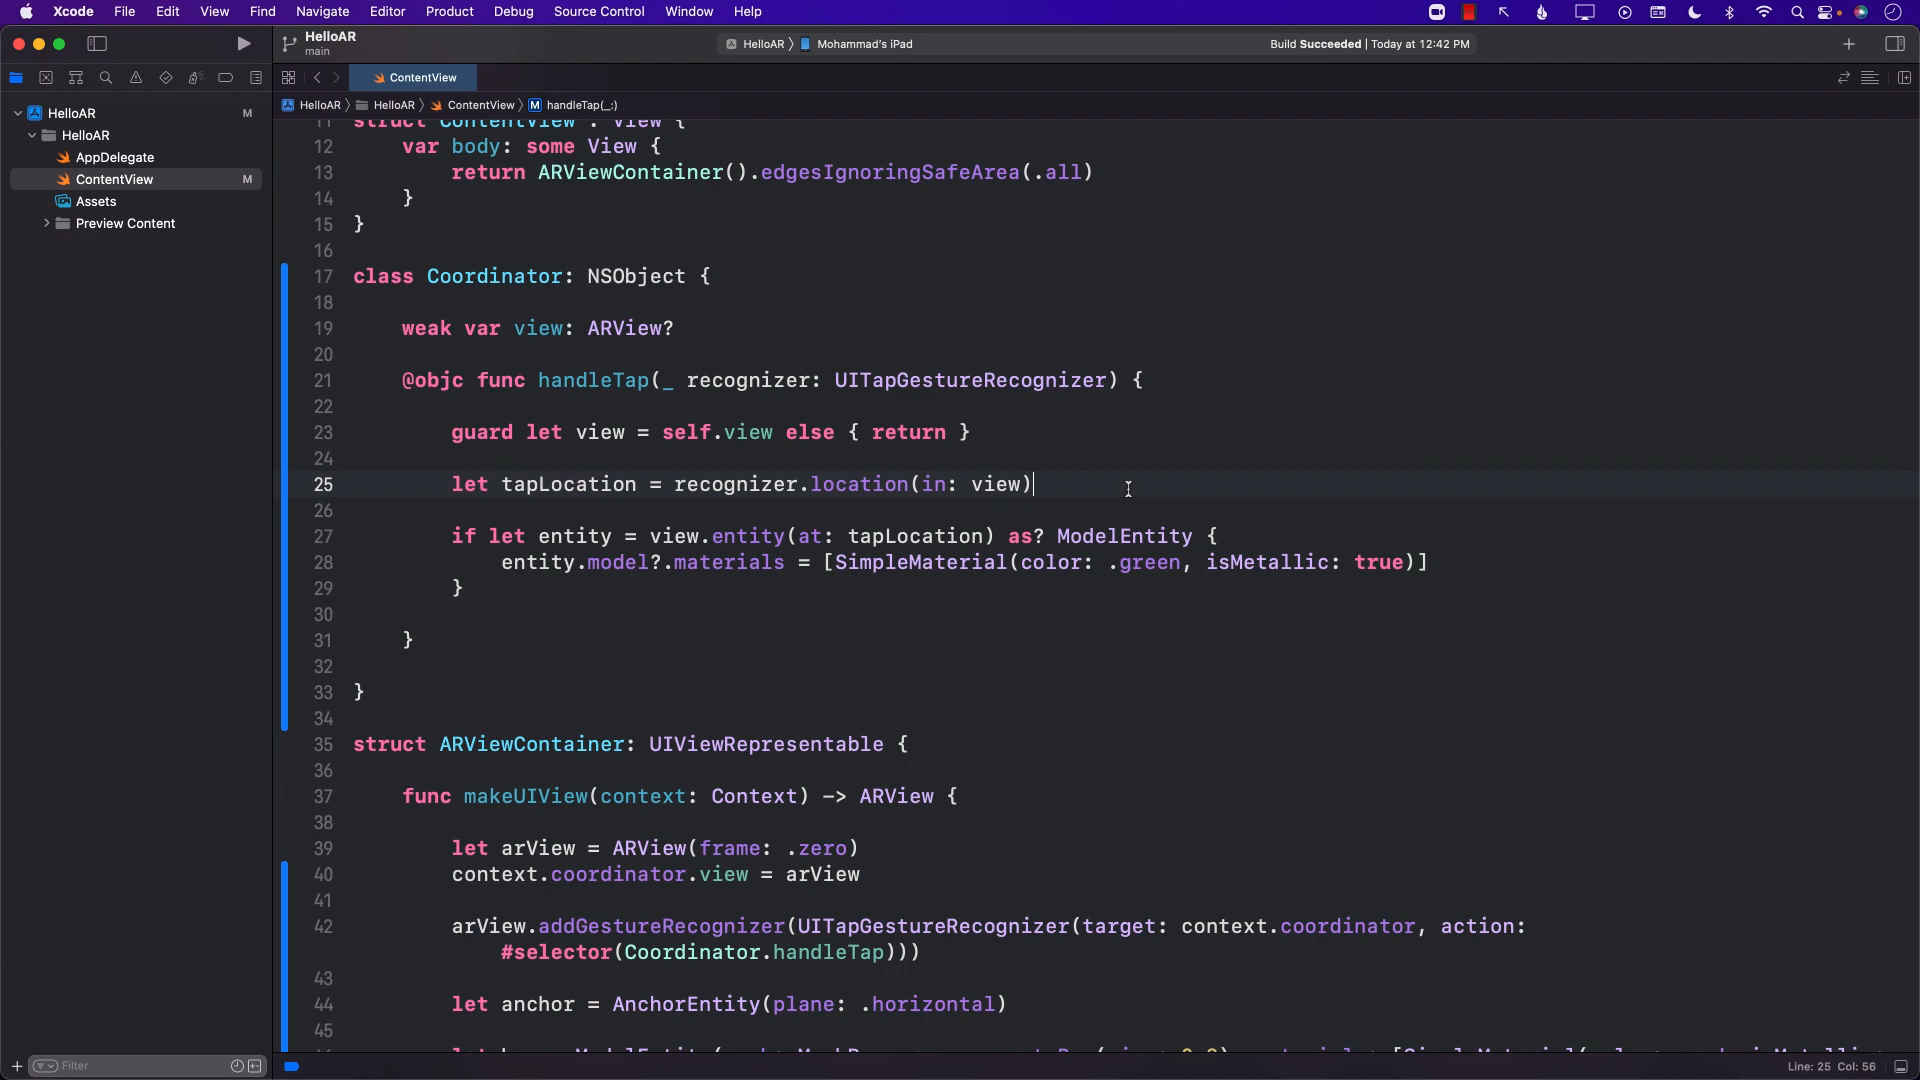 Xcode File Edit View Find Navigate Editor Product Debug Source Control Window Help
HelloAR
main
HelloAR 〉 Mohammad's iPad
Build Succeeded | Today at 12:42 PM
ContentView
HelloAR 〉 HelloAR 〉 ContentView 〉 M handleTap(_:)
HelloAR M
HelloAR
AppDelegate
ContentView M
Assets
Preview Content
11 struct ContentView : View {
12 var body: some View {
13 return ARViewContainer().edgesIgnoringSafeArea(.all)
14 }
15 }
16
17 class Coordinator: NSObject {
18
19 weak var view: ARView?
20
21 @objc func handleTap(_ recognizer: UITapGestureRecognizer) {
22
23 guard let view = self.view else { return }
24
25 let tapLocation = recognizer.location(in: view)
26
27 if let entity = view.entity(at: tapLocation) as? ModelEntity {
28 entity.model?.materials = [SimpleMaterial(color: .green, isMetallic: true)]
29 }
30
31 }
32
33 }
34
35 struct ARViewContainer: UIViewRepresentable {
36
37 func makeUIView(context: Context) -> ARView {
38
39 let arView = ARView(frame: .zero)
40 context.coordinator.view = arView
41
42 arView.addGestureRecognizer(UITapGestureRecognizer(target: context.coordinator, action:
#selector(Coordinator.handleTap)))
43
44 let anchor = AnchorEntity(plane: .horizontal)
45
Filter
Line: 25 Col: 56